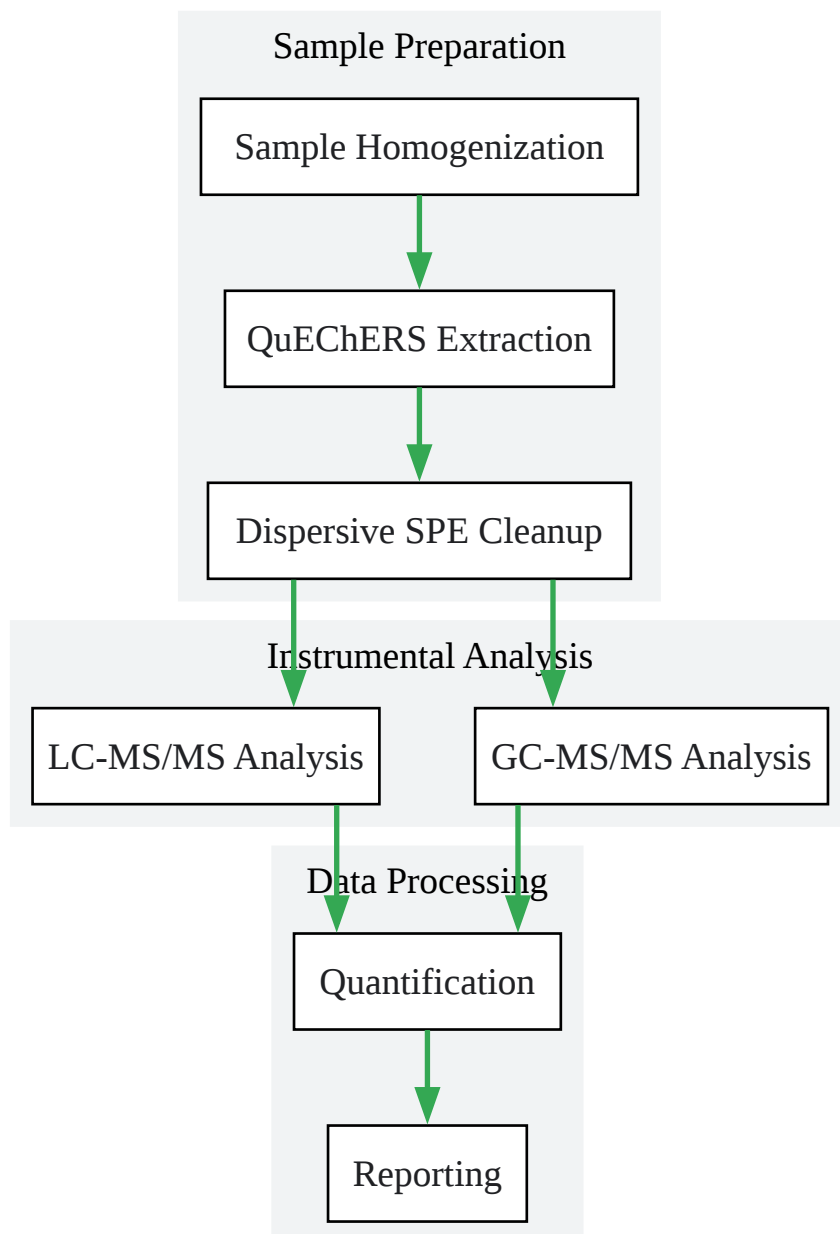 Sample Preparation
Sample Homogenization
QuEChERS Extraction
Dispersive SPE Cleanup
Instrumental Analysis
LC-MS/MS Analysis
GC-MS/MS Analysis
Data Processing
Quantification
Reporting